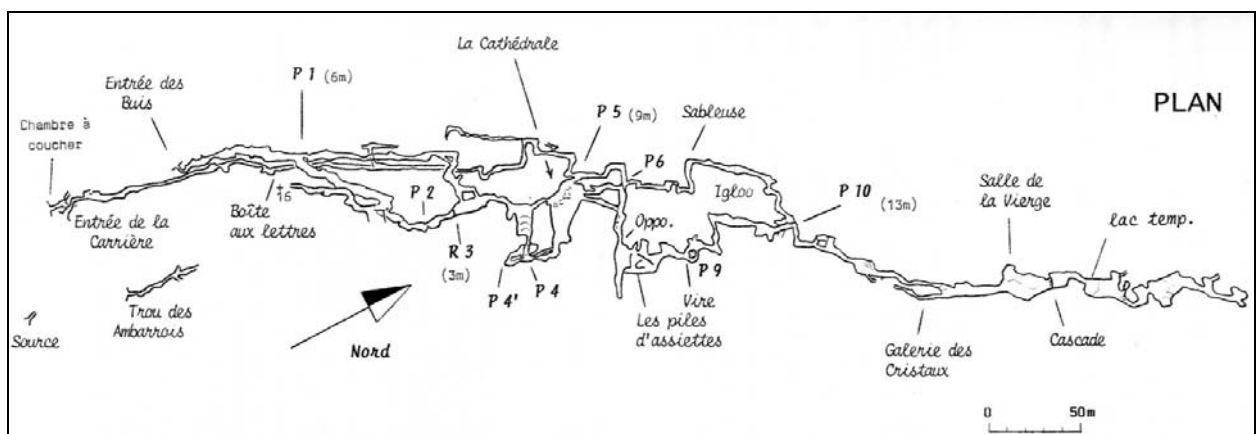 La Cathédrale
P 1 (6m)
Entrée des
Buis
P 5 (9m)
Sableuse
PLAN
Chambre à
coucher
P6
Salle de
la Vierge
P 2
Igloo
P 10 (13m)
lac temp.
Entrée de la
Carrière
Boîte
aux lettres
Oppo.
R 3
(3m)
P 4'
P 4
P 9
Vire
Les piles
d'assiettes
Trou des
Ambarrois
Source
Nord
Galerie des
Cristaux
Cascade
0 50m